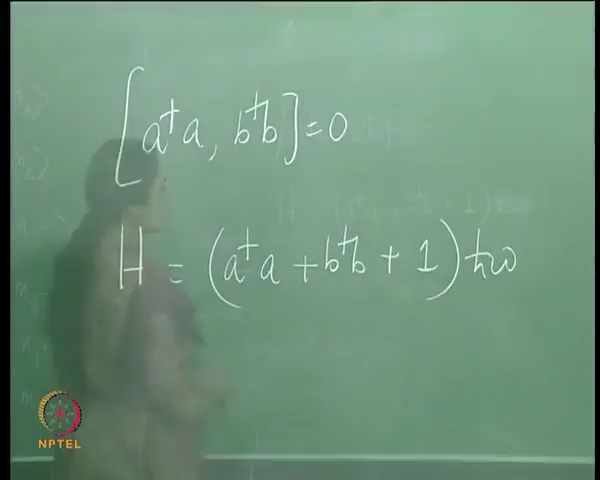 [a†a, b†b] = 0
H = (a†a + b†b + 1) ħω
NPTEL